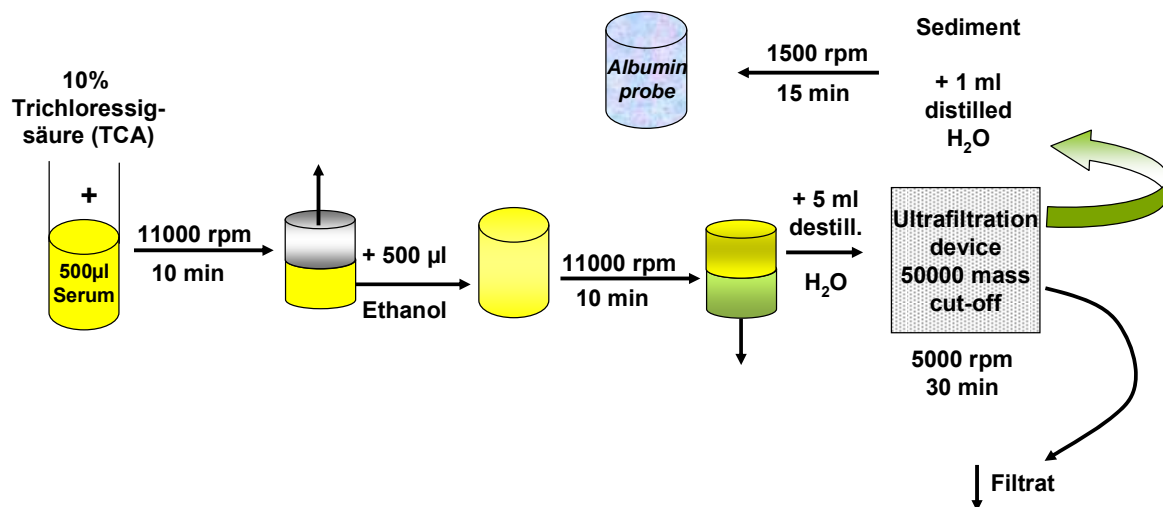 10%
Trichloressig-
säure (TCA)
+
500µl
Serum
11000 rpm
10 min
+ 500 µl
Ethanol
11000 rpm
10 min
+ 5 ml
destill.
H₂O
Ultrafiltration
device
50000 mass
cut-off
5000 rpm
30 min
Filtrat
Sediment
+ 1 ml
distilled
H₂O
1500 rpm
15 min
Albumin
probe